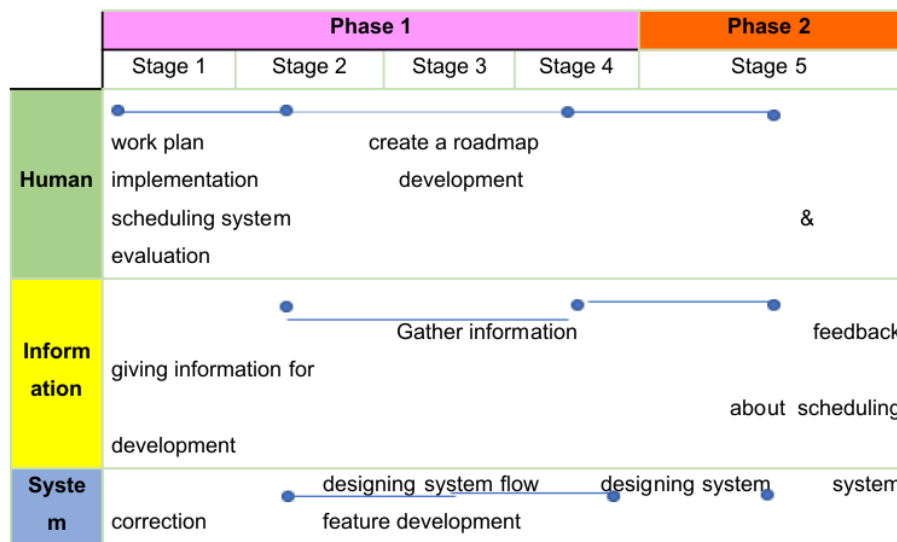 Phase 1 Phase 2
Stage 1 Stage 2 Stage 3 Stage 4 Stage 5
Human
work plan create a roadmap
implementation development
scheduling system &
evaluation
Inform
ation
Gather information feedback
giving information for
about scheduling
development
Syste
m
designing system flow designing system system
correction feature development